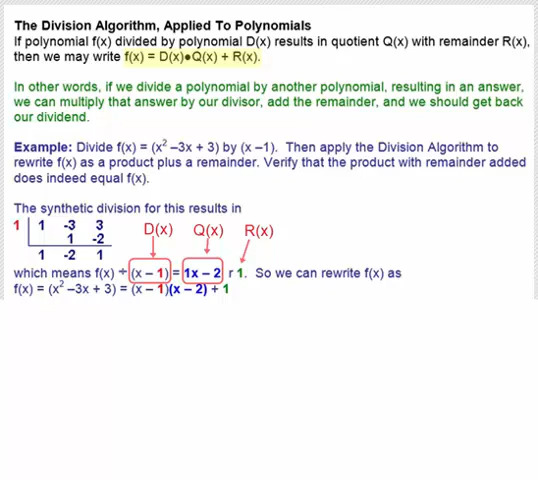 The Division Algorithm, Applied To Polynomials
If polynomial f(x) divided by polynomial D(x) results in quotient Q(x) with remainder R(x),
then we may write f(x) = D(x)●Q(x) + R(x).
In other words, if we divide a polynomial by another polynomial, resulting in an answer,
we can multiply that answer by our divisor, add the remainder, and we should get back
our dividend.
Example: Divide f(x) = (x² –3x + 3) by (x –1).  Then apply the Division Algorithm to
rewrite f(x) as a product plus a remainder. Verify that the product with remainder added
does indeed equal f(x).
The synthetic division for this results in
1 1 -3 3 D(x) Q(x) R(x)
1 -2
1 -2 1
which means f(x) ÷ (x – 1) = 1x – 2 r 1.  So we can rewrite f(x) as
f(x) = (x² –3x + 3) = (x – 1)(x – 2) + 1